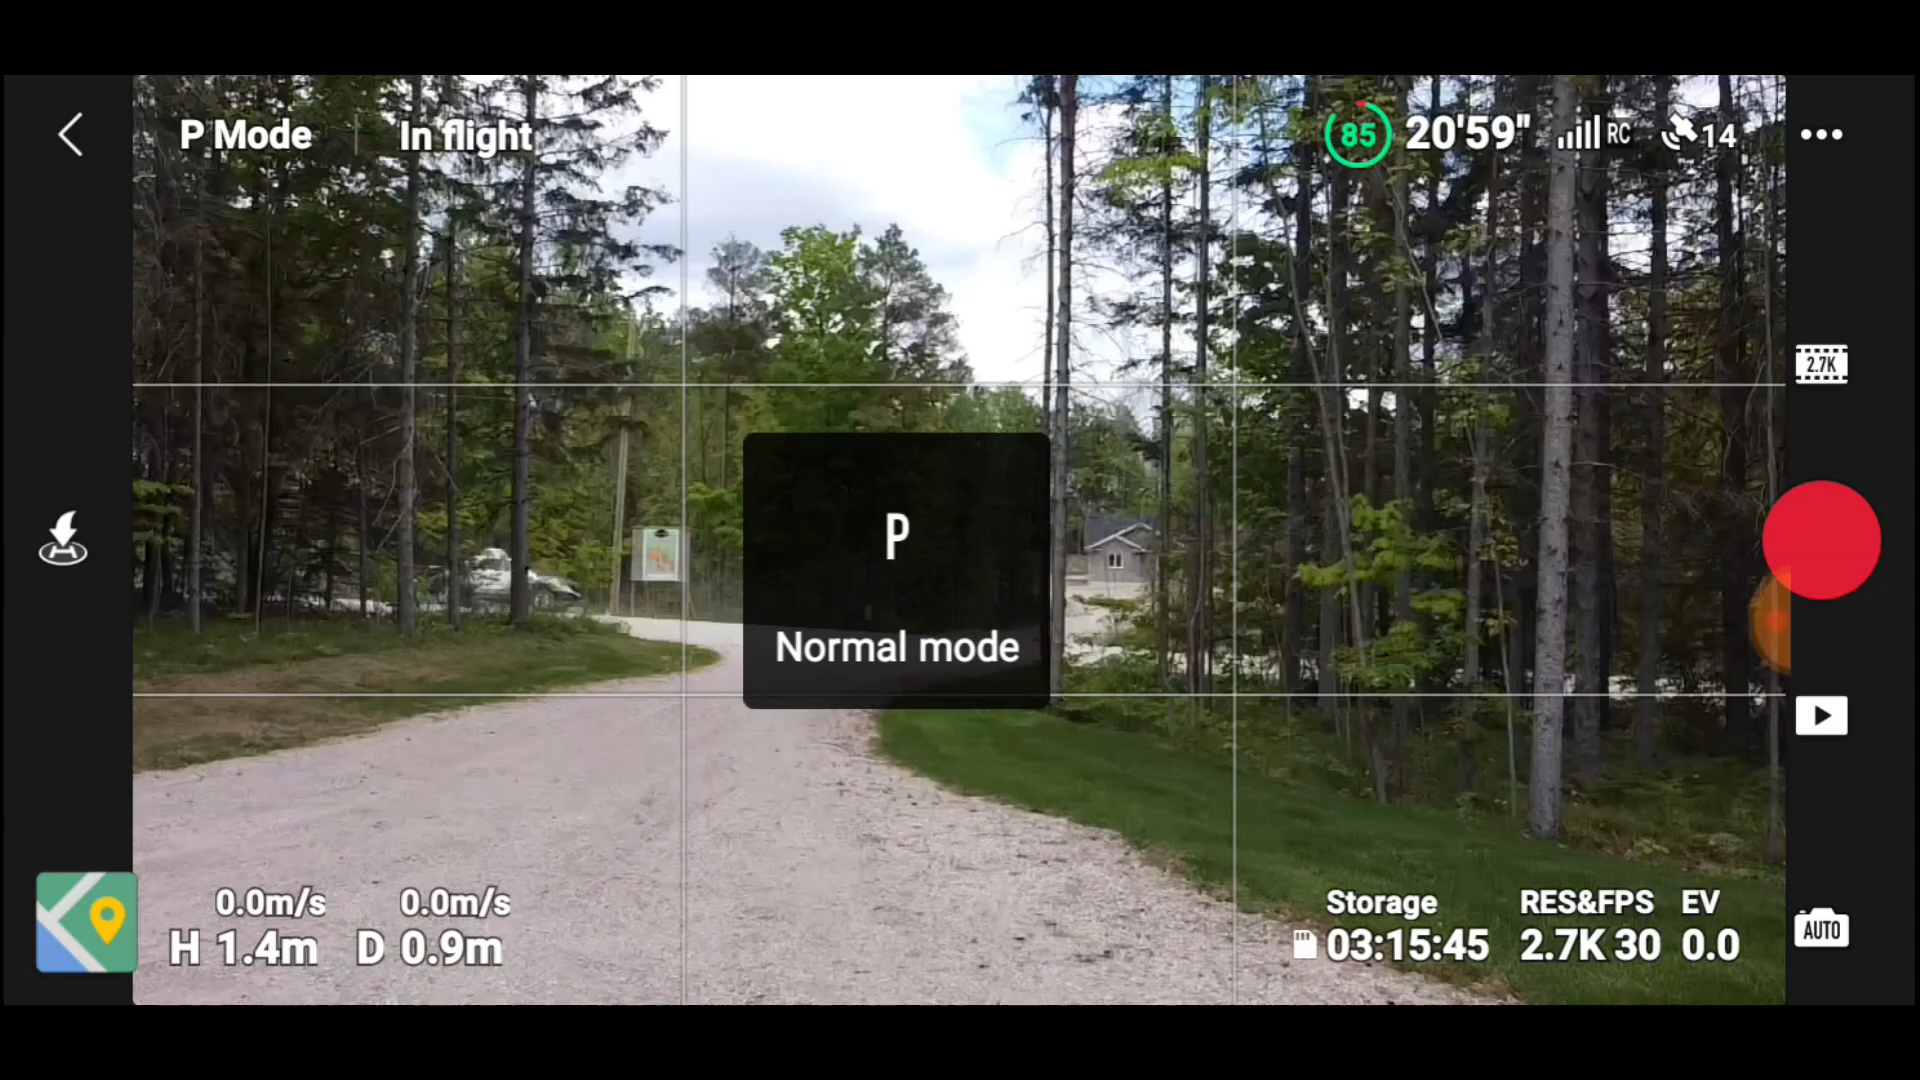 P Mode | In flight
85 20'59" RC 14
2.7K
P
Normal mode
0.0m/s 0.0m/s
H 1.4m D 0.9m
Storage RES&FPS EV
03:15:45 2.7K 30 0.0
AUTO